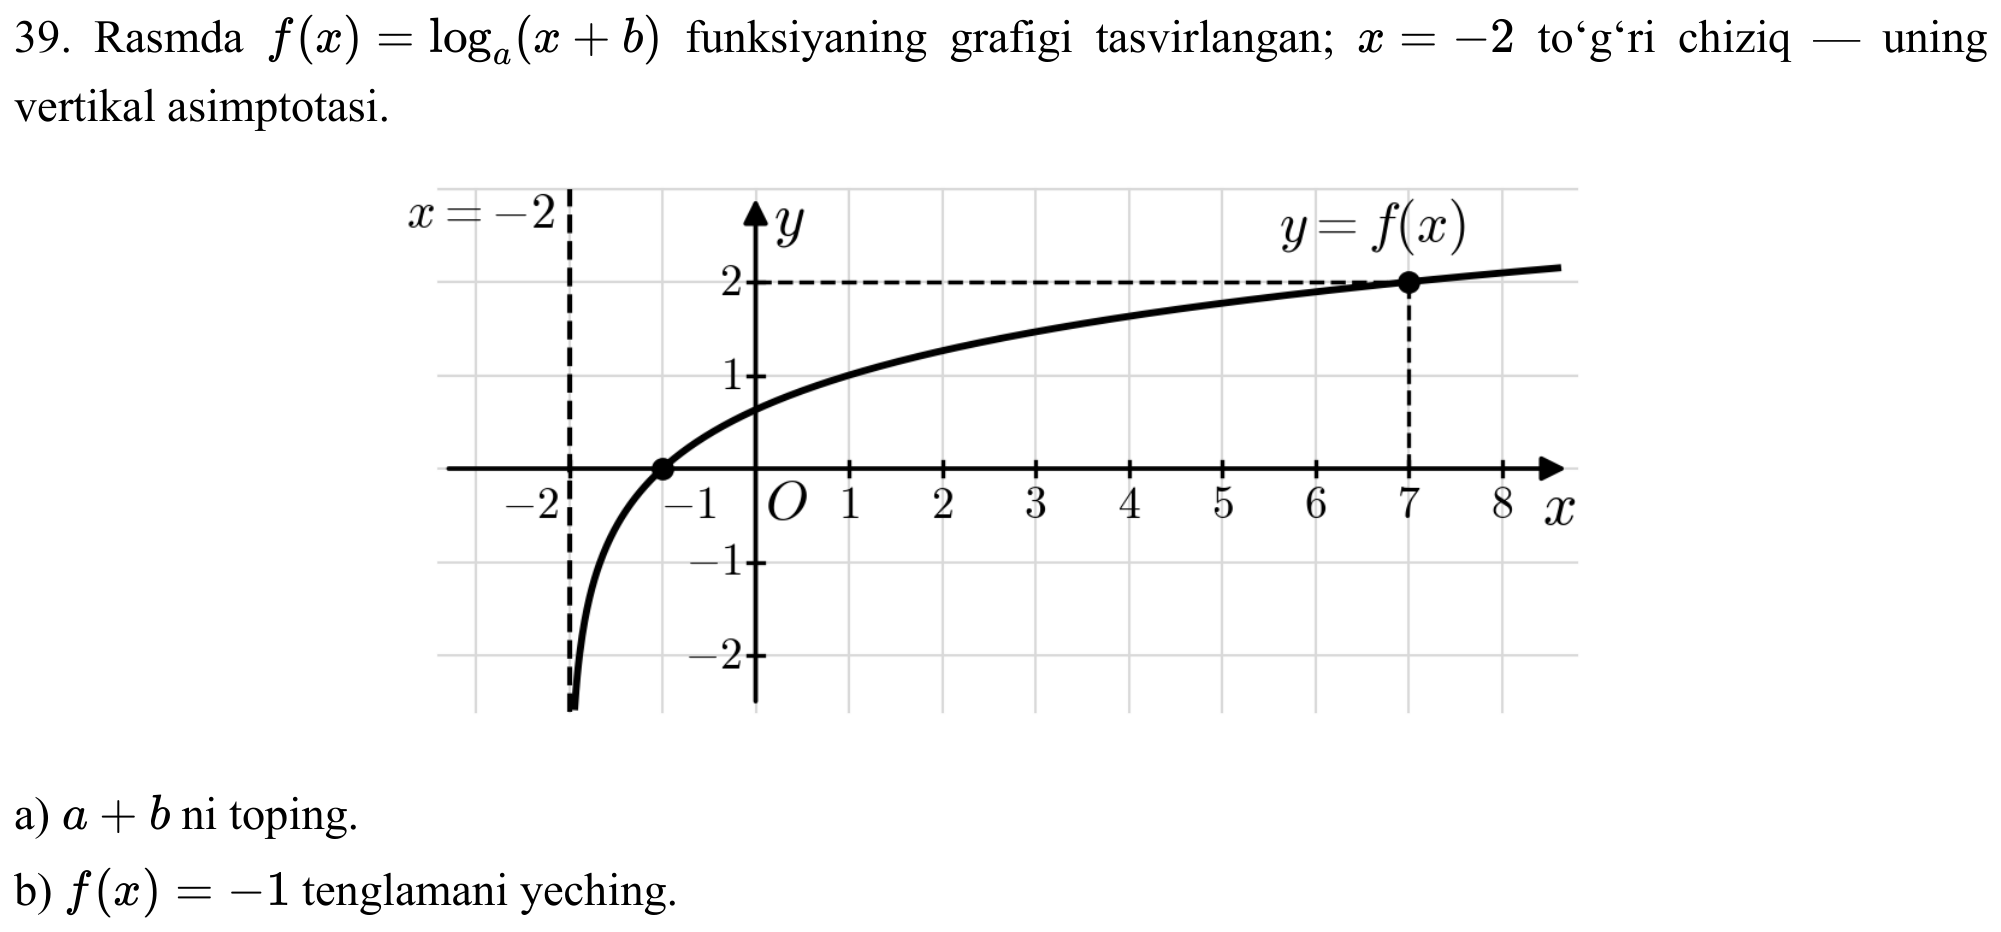 39. Rasmda f(x) = logₐ(x + b) funksiyaning grafigi tasvirlangan; x = −2 to‘g‘ri chiziq — uning
vertikal asimptotasi.
x = −2
y
y = f(x)
2
1
−2 −1 O 1 2 3 4 5 6 7 8 x
−1
−2
a) a + b ni toping.
b) f(x) = −1 tenglamani yeching.